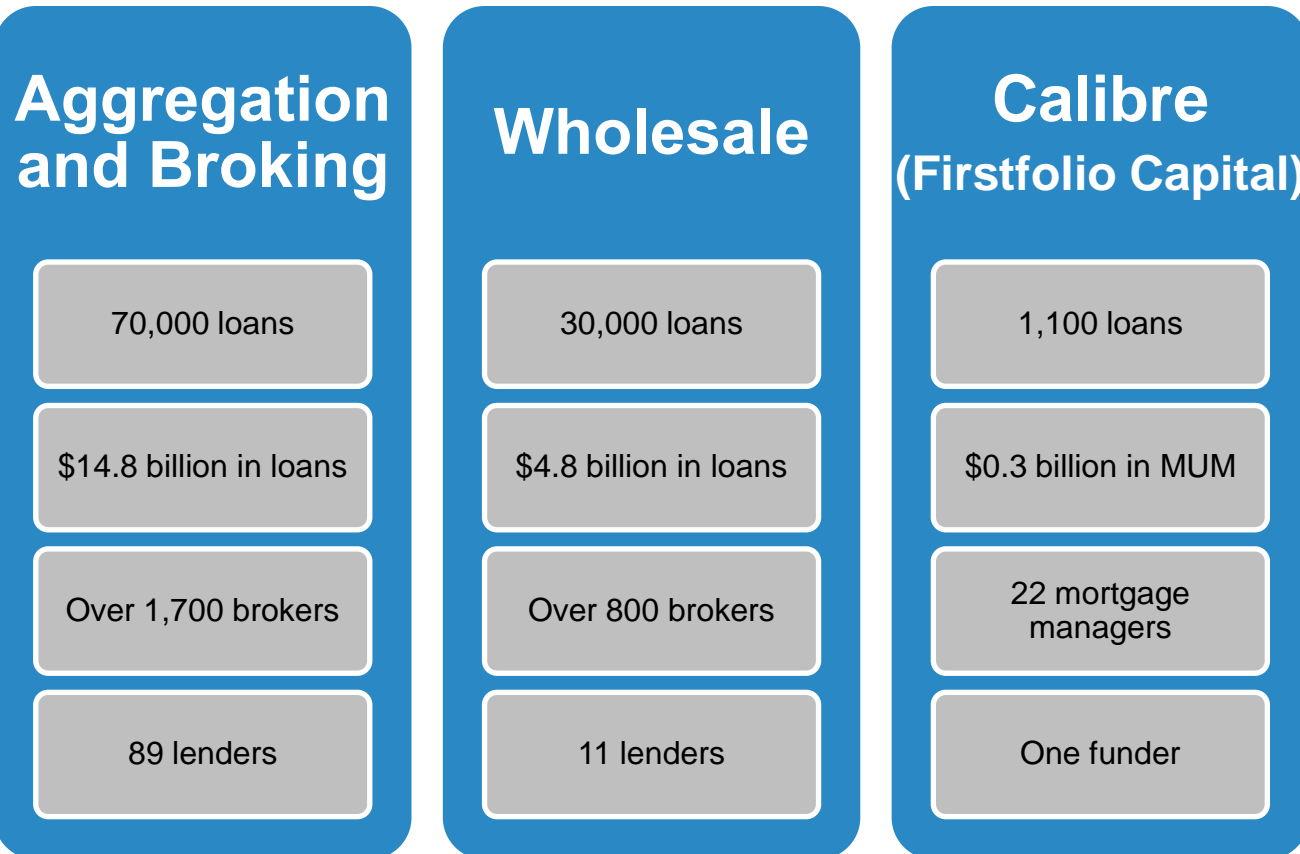 Aggregation
and Broking
70,000 loans
$14.8 billion in loans
Over 1,700 brokers
89 lenders
Wholesale
30,000 loans
$4.8 billion in loans
Over 800 brokers
11 lenders
Calibre
(Firstfolio Capital)
1,100 loans
$0.3 billion in MUM
22 mortgage
managers
One funder